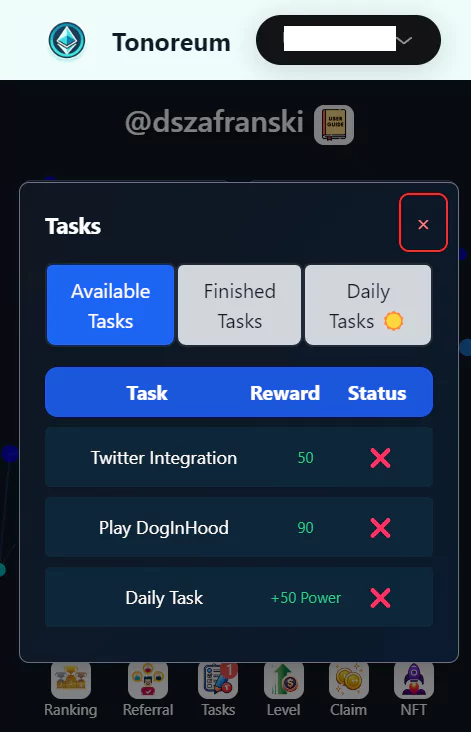 Tonoreum
@dszafranski
USER
GUIDE
Tasks
×
Available
Tasks
Finished
Tasks
Daily
Tasks
Task Reward Status
Twitter Integration 50
Play DogInHood 90
Daily Task +50 Power
1
Ranking Referral Tasks Level Claim NFT